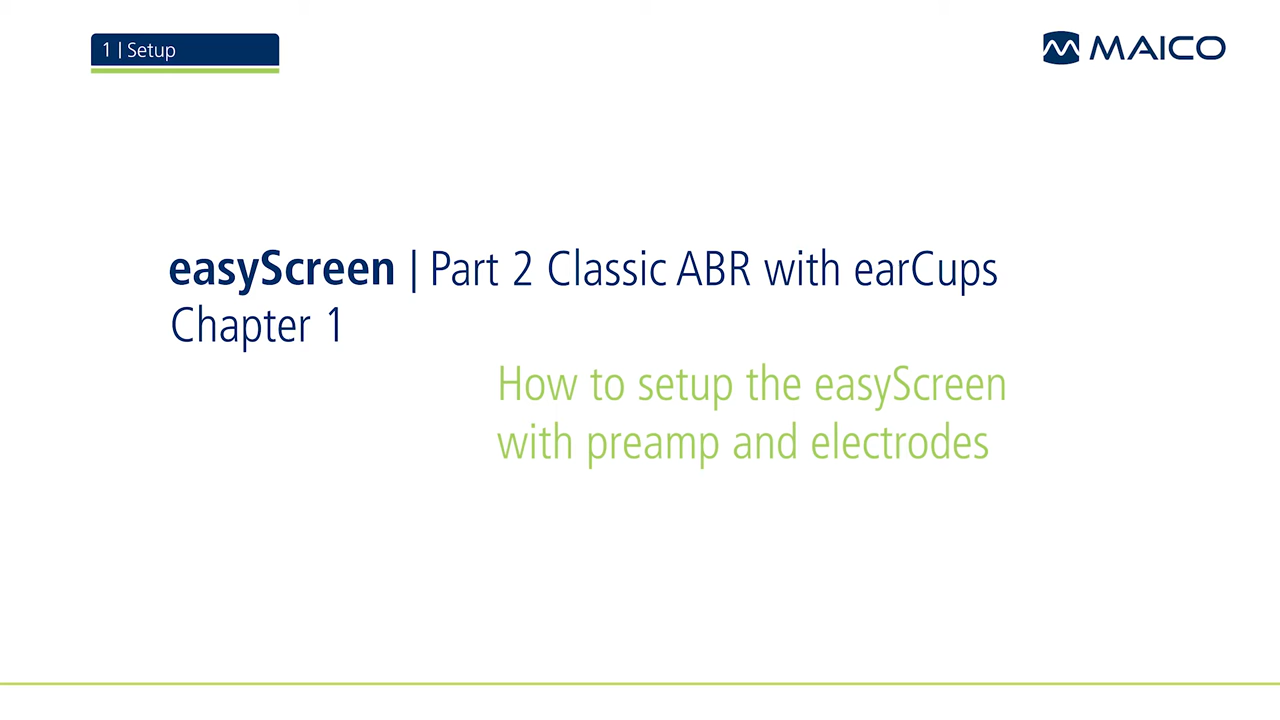 1 | Setup
MAICO
easyScreen | Part 2 Classic ABR with earCups
Chapter 1
How to setup the easyScreen
with preamp and electrodes